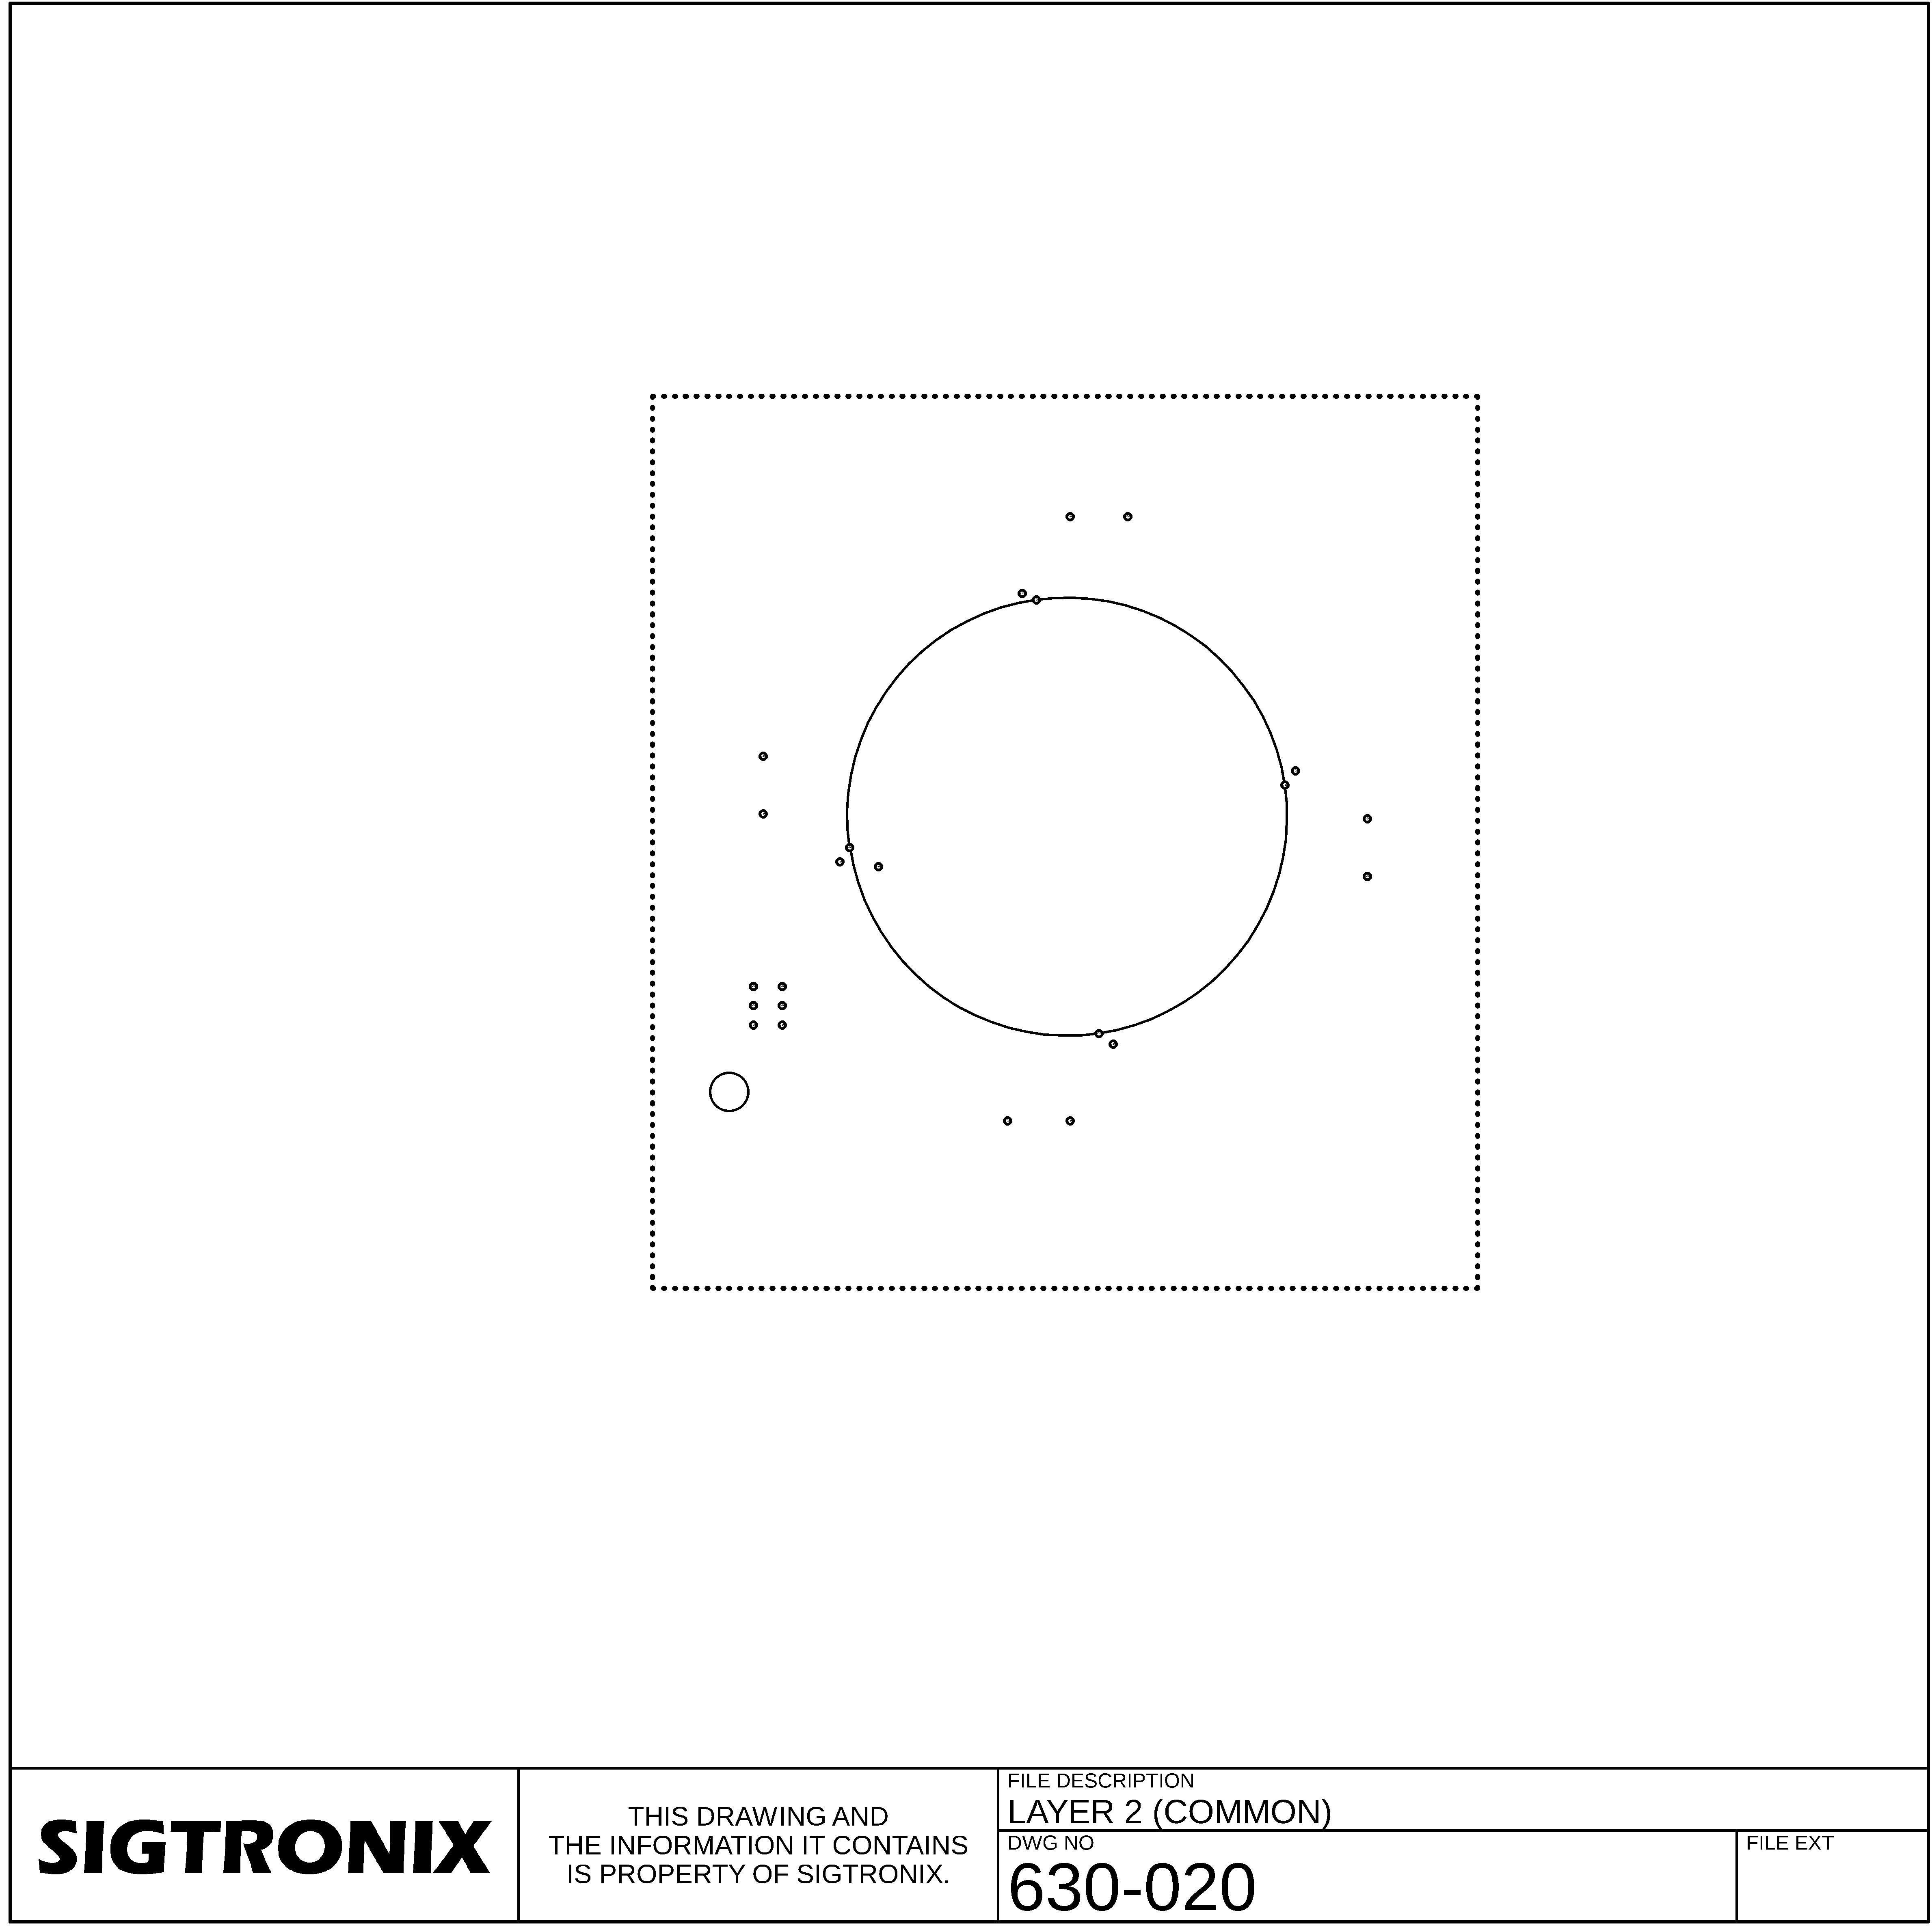 SIGTRONIX
THIS DRAWING AND
THE INFORMATION IT CONTAINS
IS PROPERTY OF SIGTRONIX.
FILE DESCRIPTION
LAYER 2 (COMMON)
DWG NO
630-020
FILE EXT